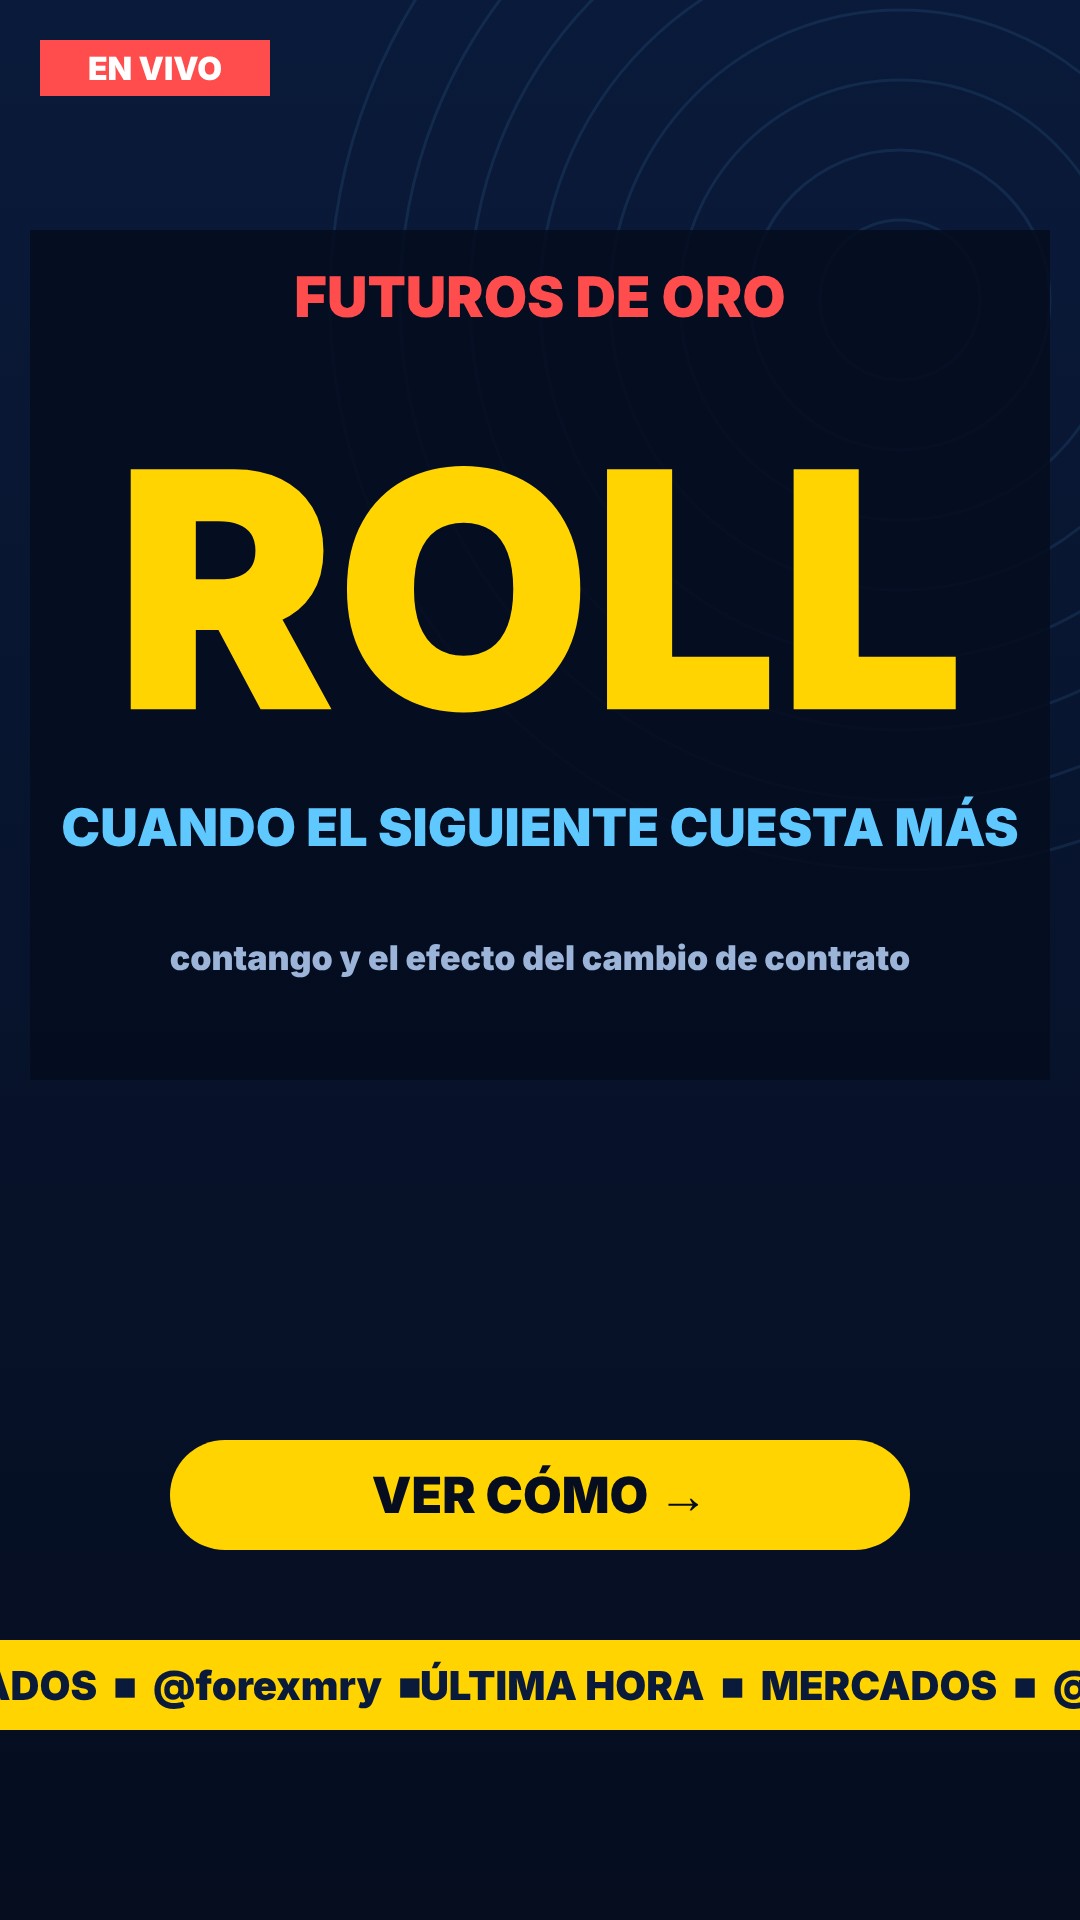 EN VIVO
FUTUROS DE ORO
ROLL
CUANDO EL SIGUIENTE CUESTA MÁS
contango y el efecto del cambio de contrato
VER CÓMO →
ADOS ■ @forexmry ■ÚLTIMA HORA ■ MERCADOS ■ @